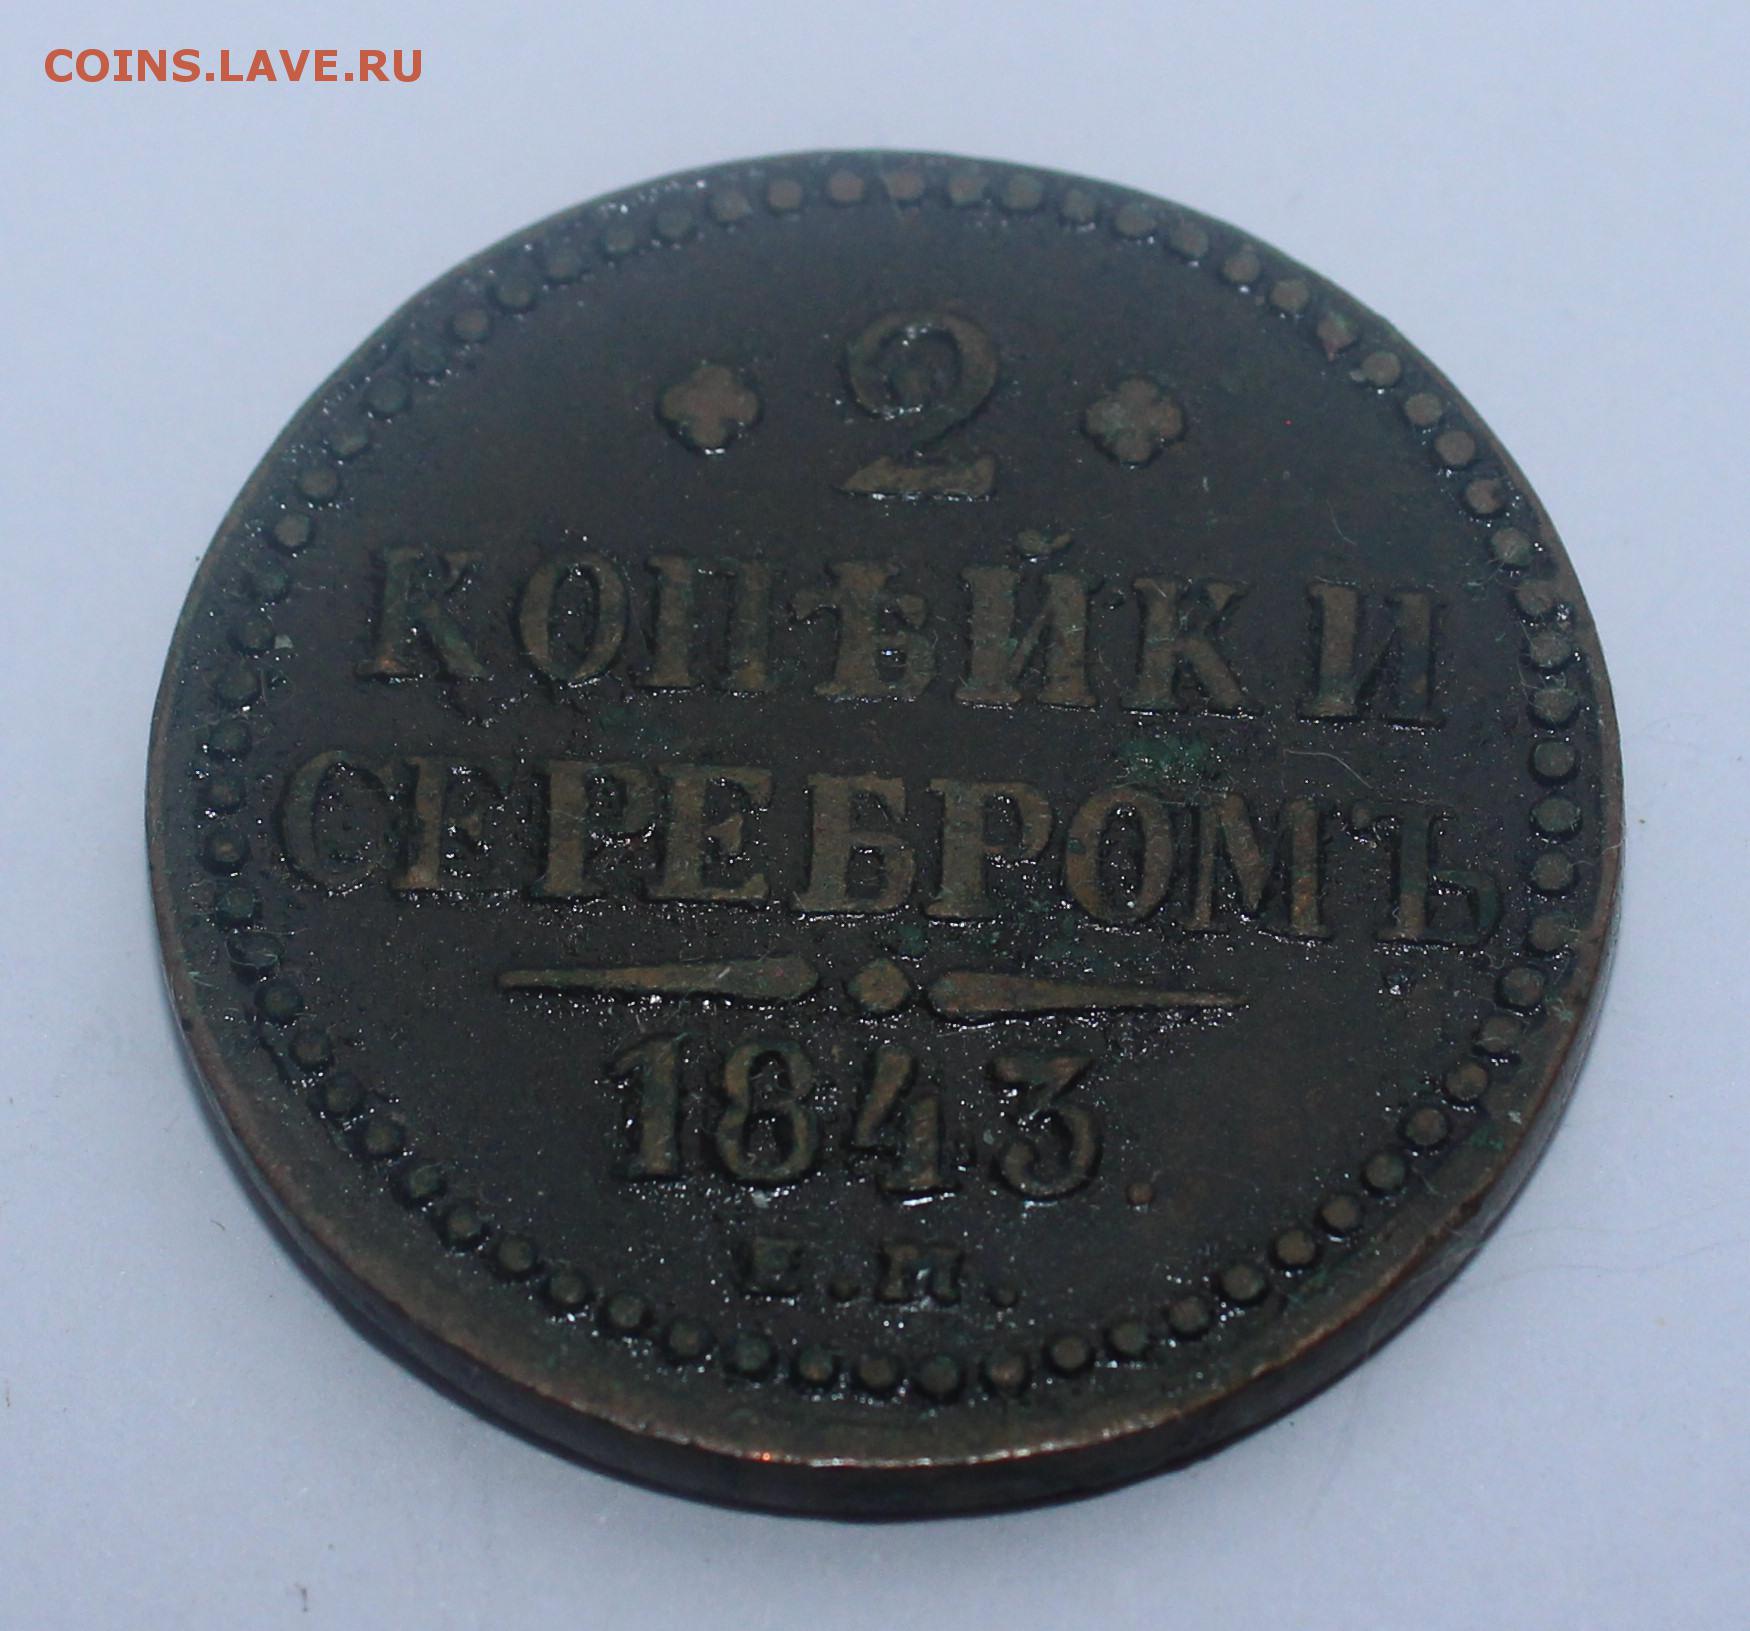 COINS.LAVE.RU
2
КОПѢЙКИ
СЕРЕБРОМЪ
1843.
Е.М.